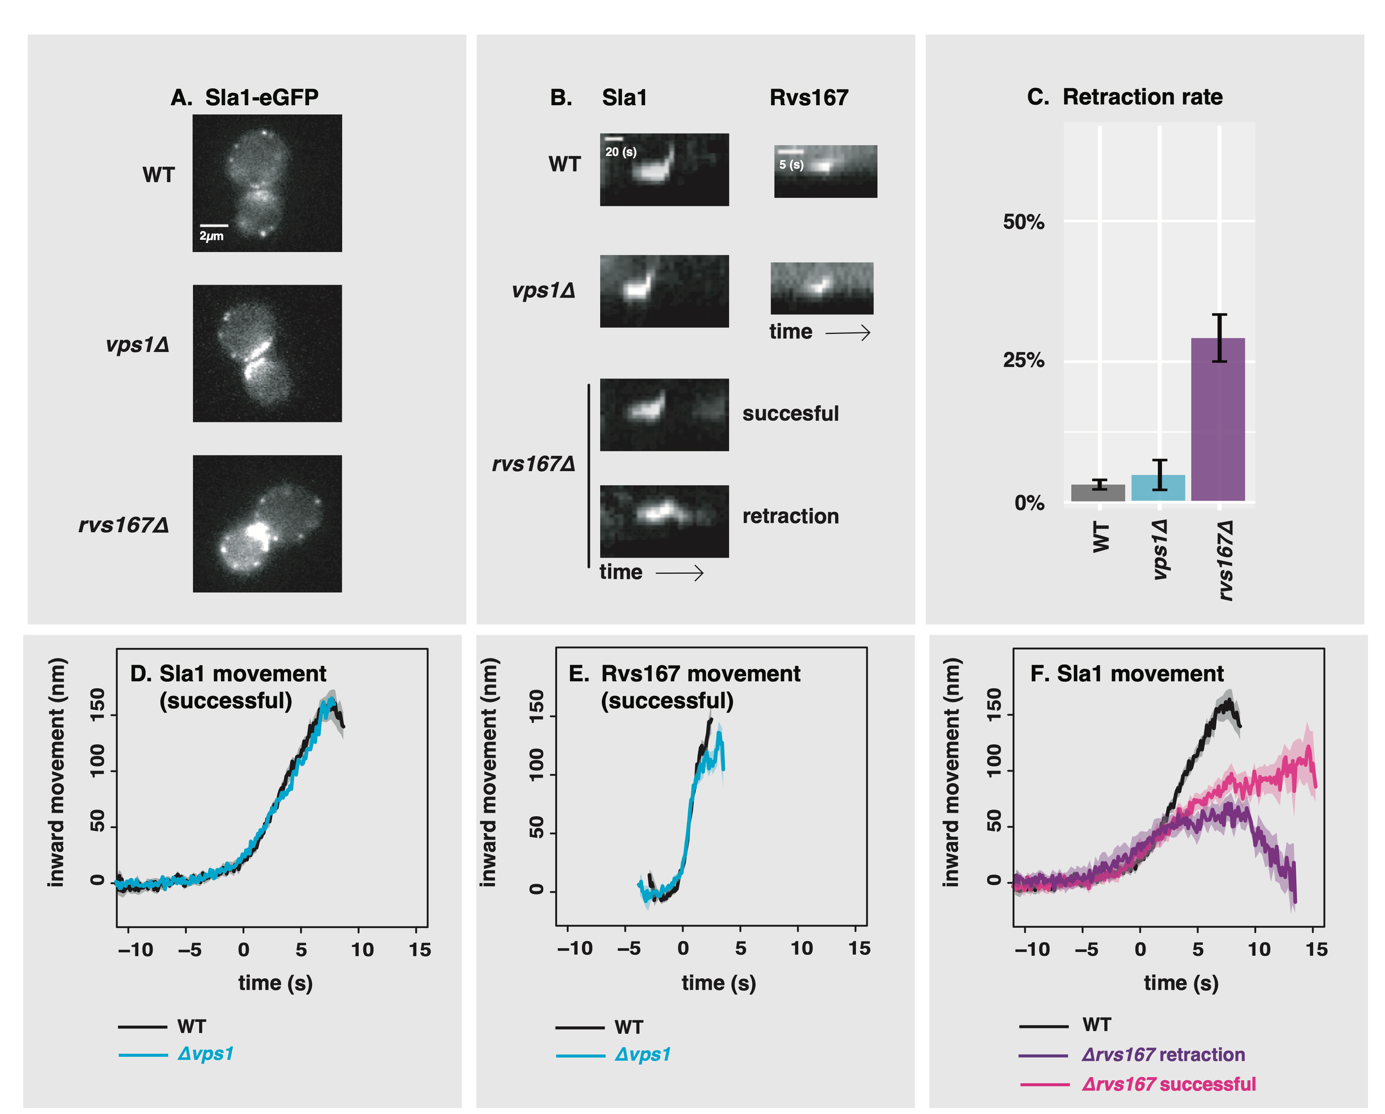 A. Sla1-eGFP
WT
2µm
vps1Δ
rvs167Δ
B. Sla1 Rvs167
WT
20 (s)
5 (s)
vps1Δ
time
succesful
rvs167Δ
retraction
time
C. Retraction rate
50%
25%
0%
WT
vps1Δ
rvs167Δ
D. Sla1 movement
(successful)
inward movement (nm)
150
100
50
0
−10 −5 0 5 10 15
time (s)
WT
Δvps1
E. Rvs167 movement
(successful)
inward movement (nm)
150
100
50
0
−10 −5 0 5 10 15
time (s)
WT
Δvps1
F. Sla1 movement
inward movement (nm)
150
100
50
0
−10 −5 0 5 10 15
time (s)
WT
Δrvs167 retraction
Δrvs167 successful